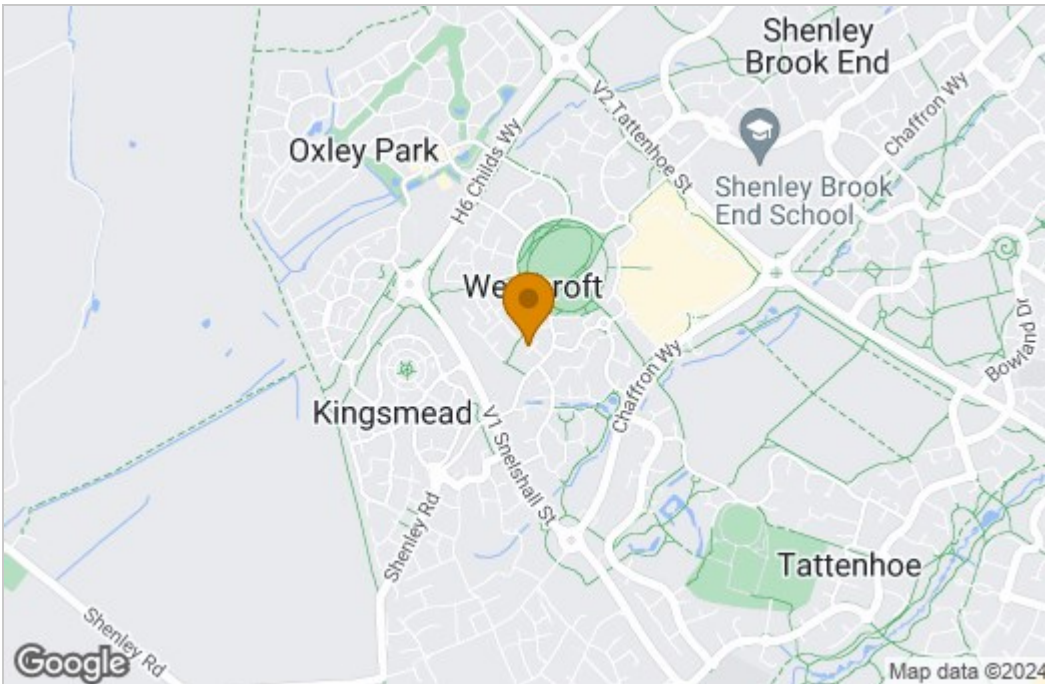 Shenley
Brook End
V2 Tattenhoe St
Chaffron Wy
Oxley Park
H6 Childs Wy
Shenley Brook
End School
Bowland Dr
Chaffron Wy
Kingsmead
V1 Snelshall St
Shenley Rd
Tattenhoe
Shenley Rd
Google
Map data ©2024